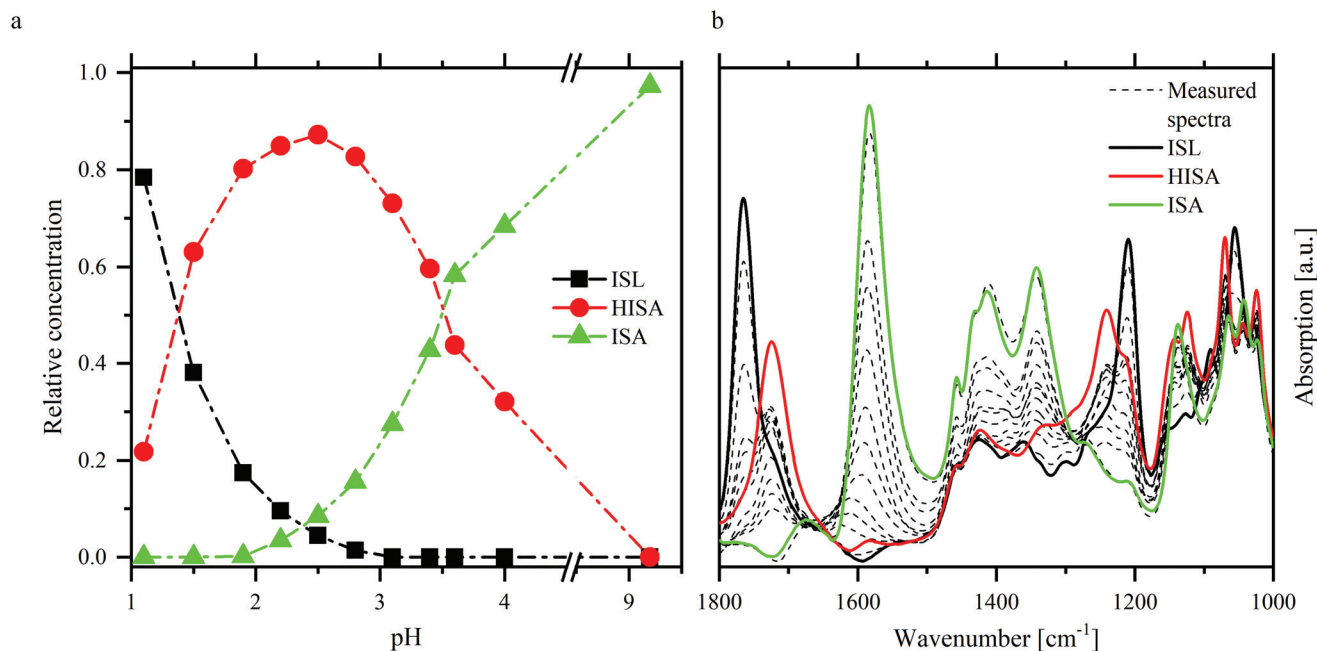 a
Relative concentration
1.0
0.8
0.6
0.4
0.2
0.0
1 2 3 4 9
pH
ISL
HISA
ISA
b
Measured
spectra
ISL
HISA
ISA
Absorption [a.u.]
1800 1600 1400 1200 1000
Wavenumber [cm⁻¹]